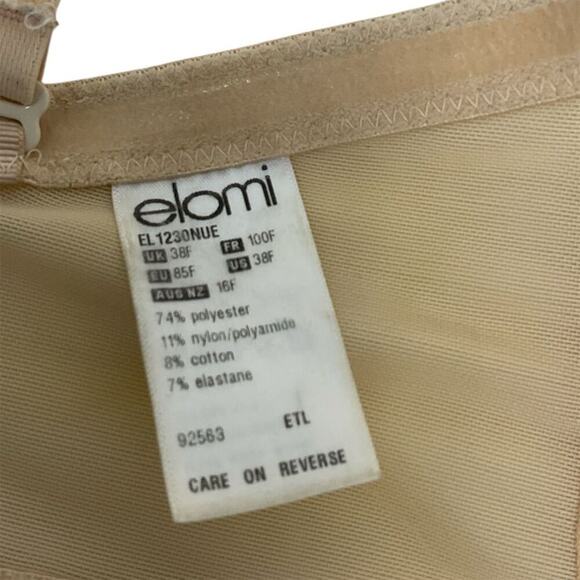 elomi
EL1230NUE
UK 38F FR 100F
EU 85F US 38F
AUS NZ 16F
74% polyester
11% nylon/polyamide
8% cotton
7% elastane
92563 ETL
CARE ON REVERSE